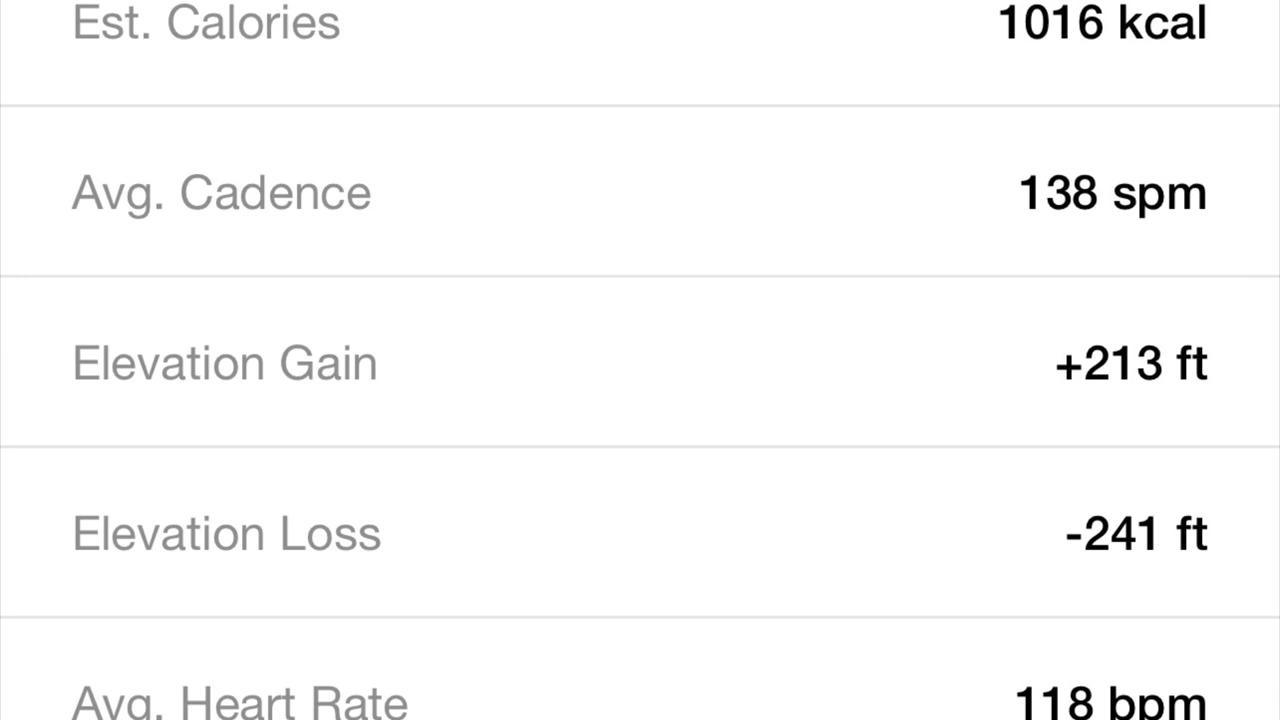 Est. Calories 1016 kcal
Avg. Cadence 138 spm
Elevation Gain +213 ft
Elevation Loss -241 ft
Avg. Heart Rate 118 bpm